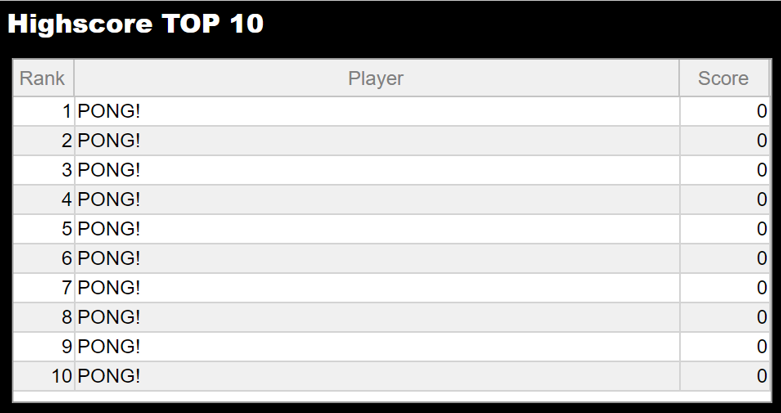 Highscore TOP 10
Rank Player Score
1 PONG! 0
2 PONG! 0
3 PONG! 0
4 PONG! 0
5 PONG! 0
6 PONG! 0
7 PONG! 0
8 PONG! 0
9 PONG! 0
10 PONG! 0